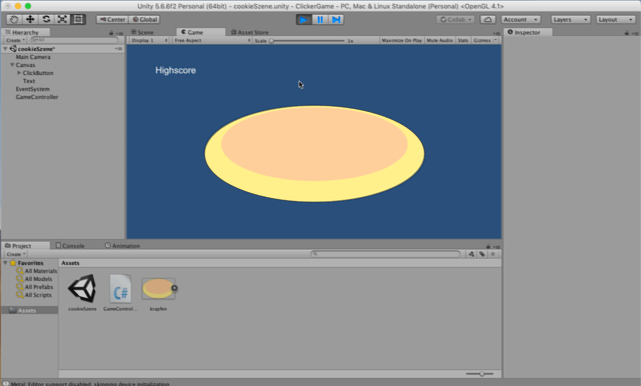 Unity 5.6.6f2 Personal (64bit) - cookieSzene.unity - ClickerGame - PC, Mac & Linux Standalone (Personal) <OpenGL 4.1>
Center Global Collab Account Layers Layout
Hierarchy Scene Game Asset Store Inspector
Create All Display 1 Free Aspect Scale 1x Maximize On Play Mute Audio Stats Gizmos
cookieSzene*
Main Camera
Canvas
ClickButton
Text
EventSystem
GameController
Highscore
Project Console Animation
Create
Favorites
All Materials
All Models
All Prefabs
All Scripts
Assets
Assets
cookieSzene GameControl... krapfen
Metal: Editor support disabled, skipping device initialization